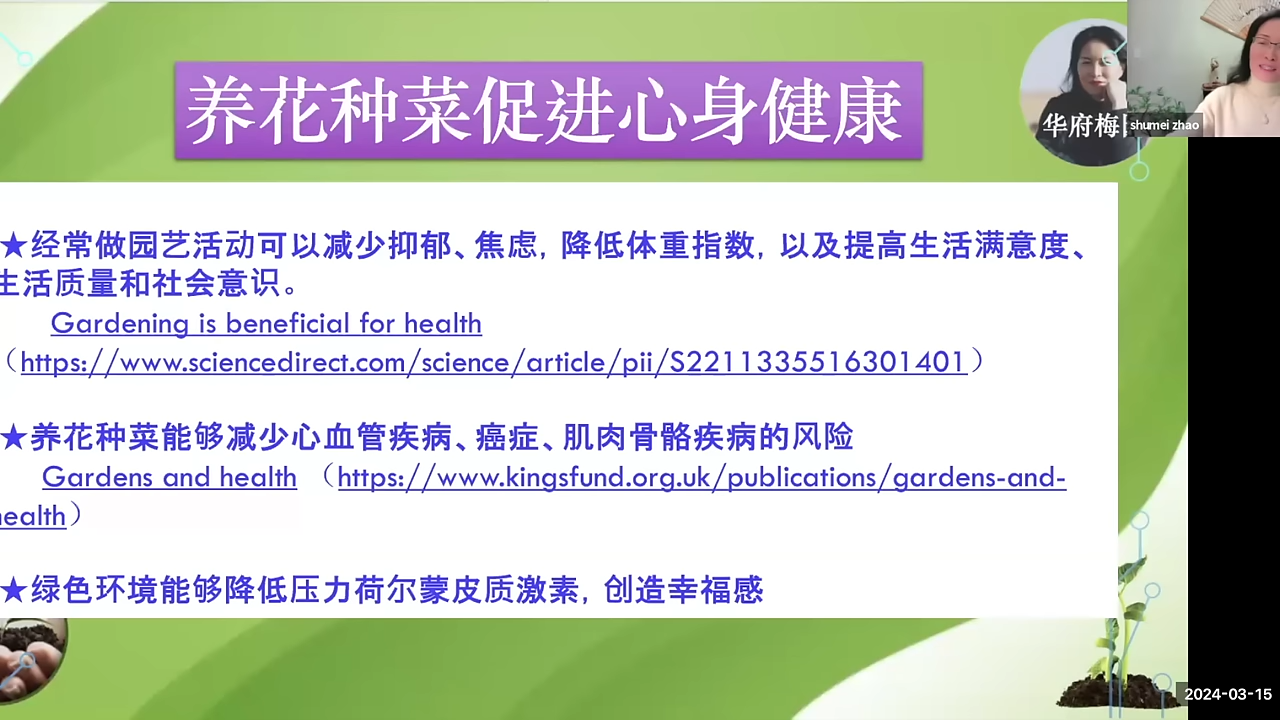 养花种菜促进心身健康
华府梅
shumei zhao
★经常做园艺活动可以减少抑郁、焦虑, 降低体重指数, 以及提高生活满意度、
生活质量和社会意识。
Gardening is beneficial for health
（https://www.sciencedirect.com/science/article/pii/S2211335516301401）
★养花种菜能够减少心血管疾病、癌症、肌肉骨骼疾病的风险
Gardens and health （https://www.kingsfund.org.uk/publications/gardens-and-
health）
★绿色环境能够降低压力荷尔蒙皮质激素, 创造幸福感
2024-03-15